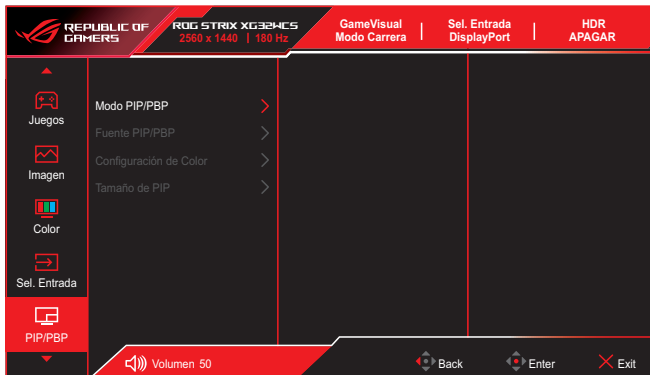 REPUBLIC OF
GAMERS
ROG STRIX XG32WCS
2560 x 1440 | 180 Hz
GameVisual
Modo Carrera
Sel. Entrada
DisplayPort
HDR
APAGAR
Juegos
Imagen
Color
Sel. Entrada
PIP/PBP
Modo PIP/PBP
Fuente PIP/PBP
Configuración de Color
Tamaño de PIP
Volumen 50
Back
Enter
Exit